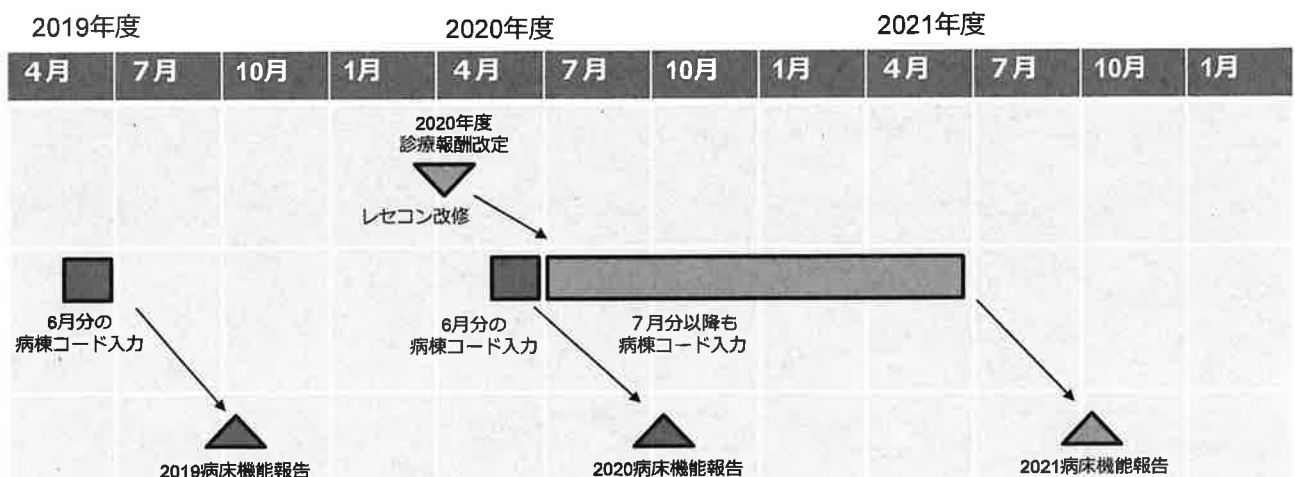 2019年度 2020年度 2021年度
4月 7月 10月 1月 4月 7月 10月 1月 4月 7月 10月 1月
2020年度
診療報酬改定
レセコン改修
6月分の
病棟コード入力
6月分の
病棟コード入力
7月分以降も
病棟コード入力
2019病床機能報告
2020病床機能報告
2021病床機能報告